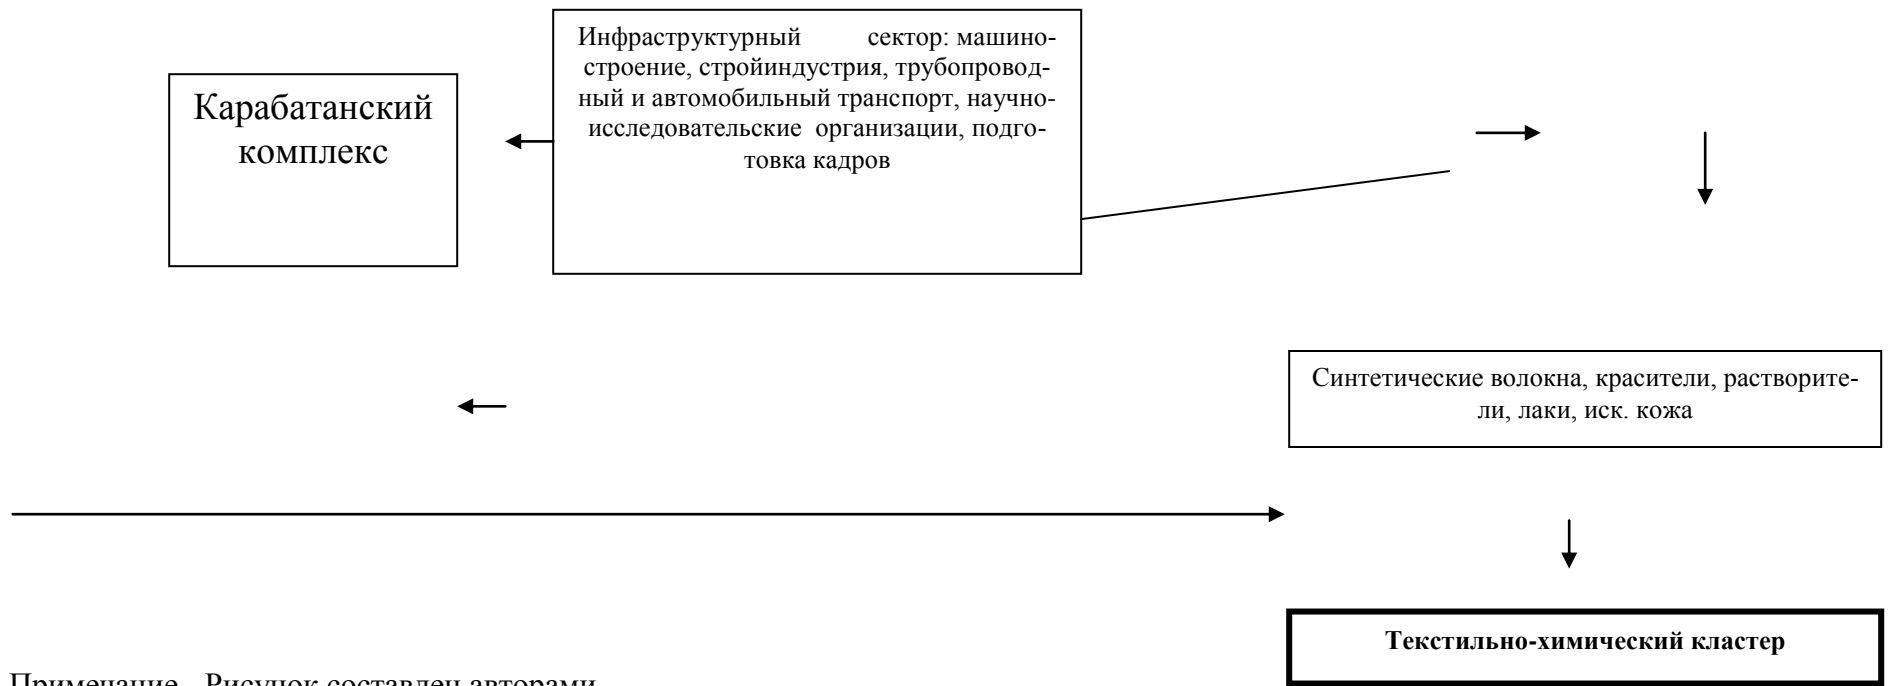 Карабатанский
комплекс
Инфраструктурный сектор: машино-
строение, стройиндустрия, трубопровод-
ный и автомобильный транспорт, научно-
исследовательские организации, подго-
товка кадров
Синтетические волокна, красители, растворите-
ли, лаки, иск. кожа
Текстильно-химический кластер
Примечание - Рисунок составлен авторами